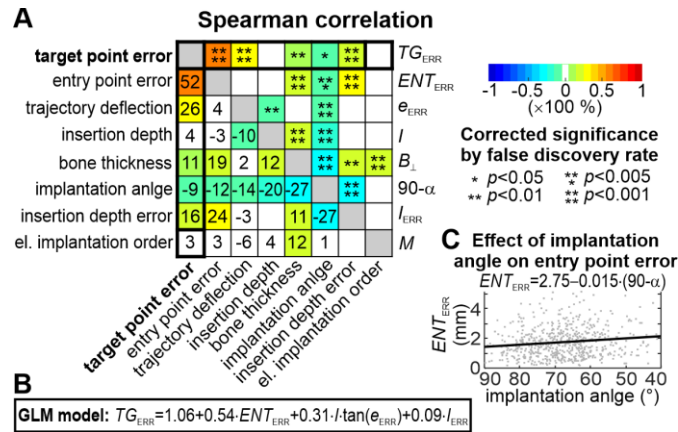 A Spearman correlation
target point error ** ** ** ** ** * ** ** TG_ERR
entry point error 52 ** ** ** * ** ** ENT_ERR
trajectory deflection 26 4 ** ** ** e_ERR
insertion depth 4 -3 -10 ** ** ** ** I
bone thickness 11 19 2 12 ** ** ** ** ** B_⊥
implantation anlge -9 -12 -14 -20 -27 ** ** 90-α
insertion depth error 16 24 -3 11 -27 I_ERR
el. implantation order 3 3 -6 4 12 1 M
target point error
entry point error
trajectory deflection
insertion depth
bone thickness
implantation anlge
insertion depth error
el. implantation order
-1 -0.5 0 0.5 1
(×100 %)
Corrected significance
by false discovery rate
* p<0.05 ** * p<0.005
** p<0.01 ** ** p<0.001
C Effect of implantation
angle on entry point error
ENT_ERR=2.75−0.015·(90-α)
ENT_ERR
(mm)
4
2
0
90 80 70 60 50 40
implantation anlge (°)
B
GLM model: TG_ERR=1.06+0.54·ENT_ERR+0.31·I·tan(e_ERR)+0.09·I_ERR